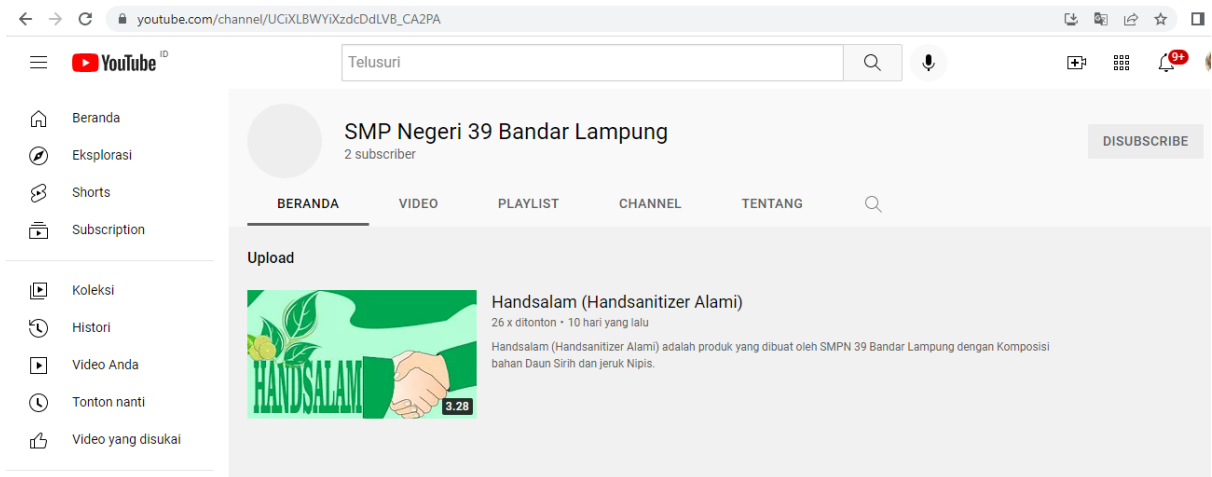 youtube.com/channel/UCiXLBWYiXzdcDdLVB_CA2PA
YouTube ID
Telusuri
9+
Beranda
Eksplorasi
Shorts
Subscription
Koleksi
Histori
Video Anda
Tonton nanti
Video yang disukai
SMP Negeri 39 Bandar Lampung
2 subscriber
DISUBSCRIBE
BERANDA VIDEO PLAYLIST CHANNEL TENTANG
Upload
HANDSALAM
3.28
Handsalam (Handsanitizer Alami)
26 x ditonton • 10 hari yang lalu
Handsalam (Handsanitizer Alami) adalah produk yang dibuat oleh SMPN 39 Bandar Lampung dengan Komposisi
bahan Daun Sirih dan jeruk Nipis.